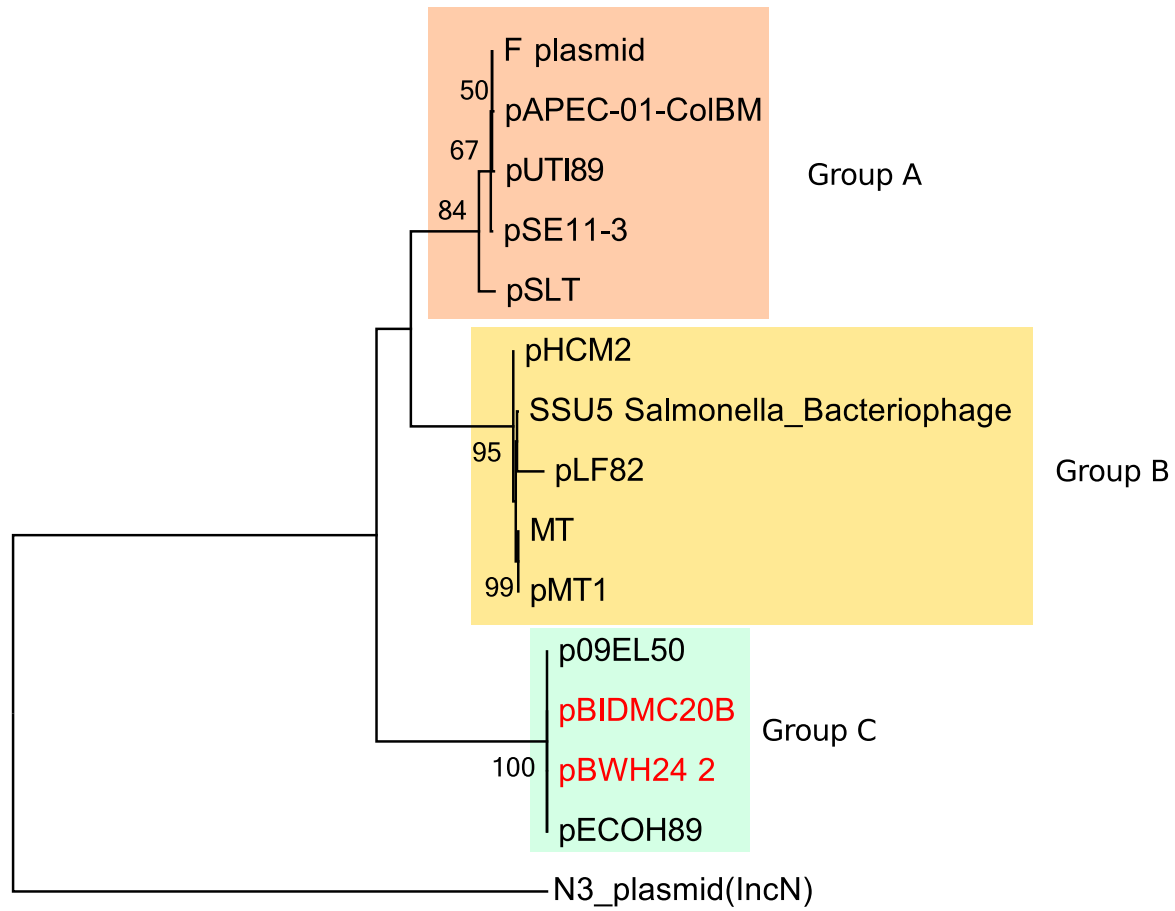 F plasmid
50
pAPEC-01-ColBM
67
pUTI89
Group A
84
pSE11-3
pSLT
pHCM2
SSU5 Salmonella_Bacteriophage
95
pLF82
Group B
MT
99
pMT1
p09EL50
pBIDMC20B
Group C
100
pBWH24 2
pECOH89
N3_plasmid(IncN)